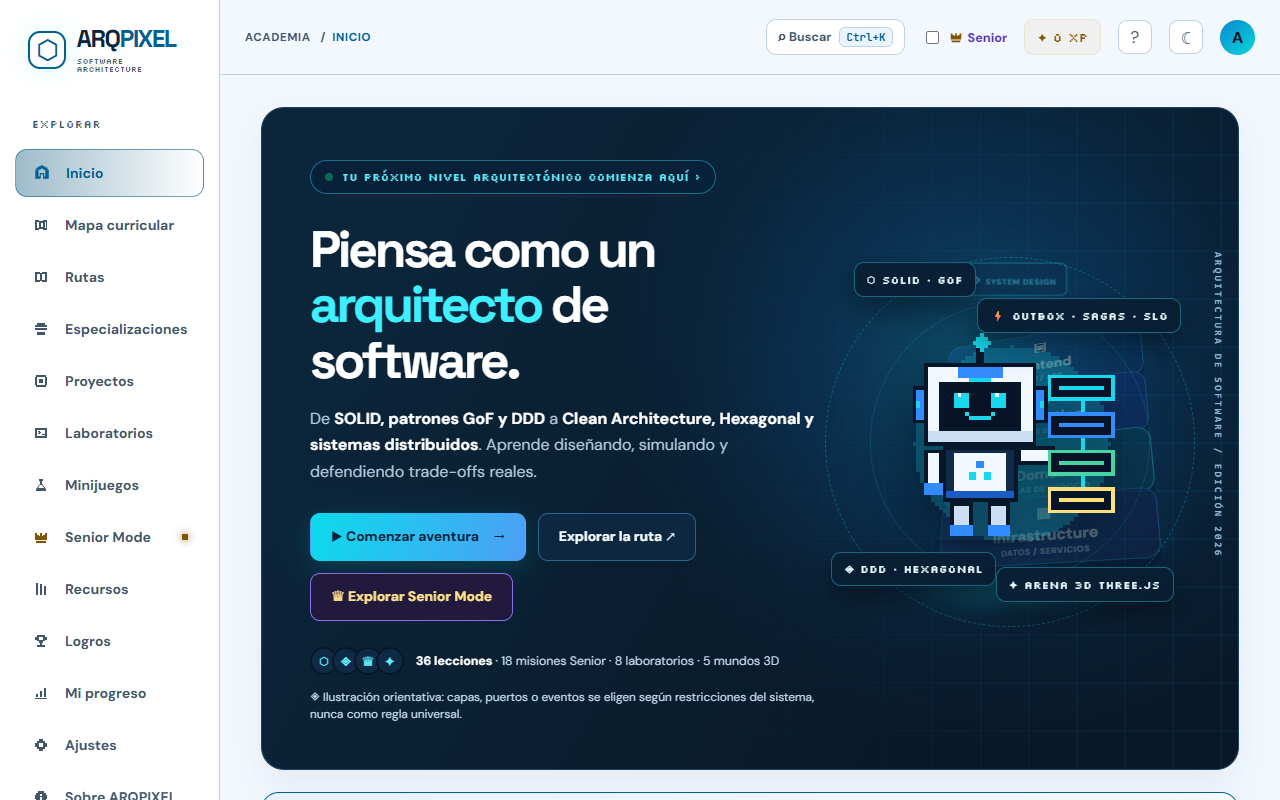 ARQPIXEL
SOFTWARE
ARCHITECTURE
EXPLORAR
Inicio
Mapa curricular
Rutas
Especializaciones
Proyectos
Laboratorios
Minijuegos
Senior Mode
Recursos
Logros
Mi progreso
Ajustes
Sobre ARQPIXEL
ACADEMIA / INICIO
⌕ Buscar Ctrl+K
Senior
✦ 0 XP
?
☾
A
TU PRÓXIMO NIVEL ARQUITECTÓNICO COMIENZA AQUÍ ›
Piensa como un
arquitecto de
software.
De SOLID, patrones GoF y DDD a Clean Architecture, Hexagonal y
sistemas distribuidos. Aprende diseñando, simulando y
defendiendo trade-offs reales.
▶ Comenzar aventura →
Explorar la ruta ↗
♛ Explorar Senior Mode
36 lecciones · 18 misiones Senior · 8 laboratorios · 5 mundos 3D
◈ Ilustración orientativa: capas, puertos o eventos se eligen según restricciones del sistema,
nunca como regla universal.
⬡ SOLID · GOF
SYSTEM DESIGN
OUTBOX · SAGAS · SLO
Infrastructure
DATOS / SERVICIOS
◈ DDD · HEXAGONAL
✦ ARENA 3D THREE.JS
ARQUITECTURA DE SOFTWARE / EDICIÓN 2026